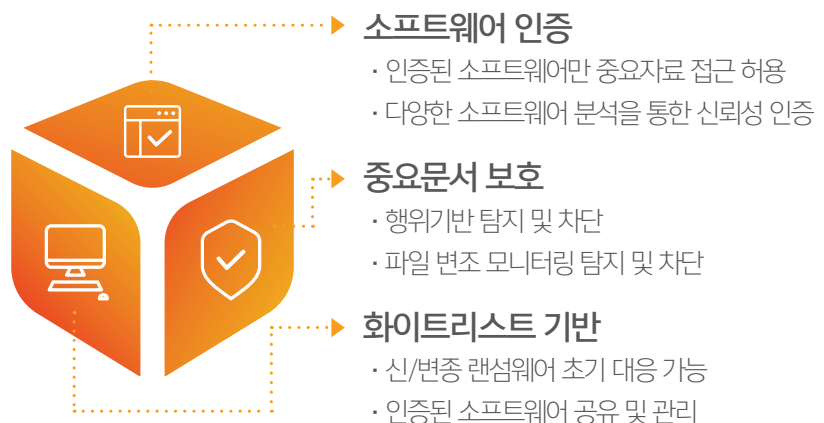 소프트웨어 인증
· 인증된 소프트웨어만 중요자료 접근 허용
· 다양한 소프트웨어 분석을 통한 신뢰성 인증
중요문서 보호
· 행위기반 탐지 및 차단
· 파일 변조 모니터링 탐지 및 차단
화이트리스트 기반
· 신/변종 랜섬웨어 초기 대응 가능
· 인증된 소프트웨어 공유 및 관리